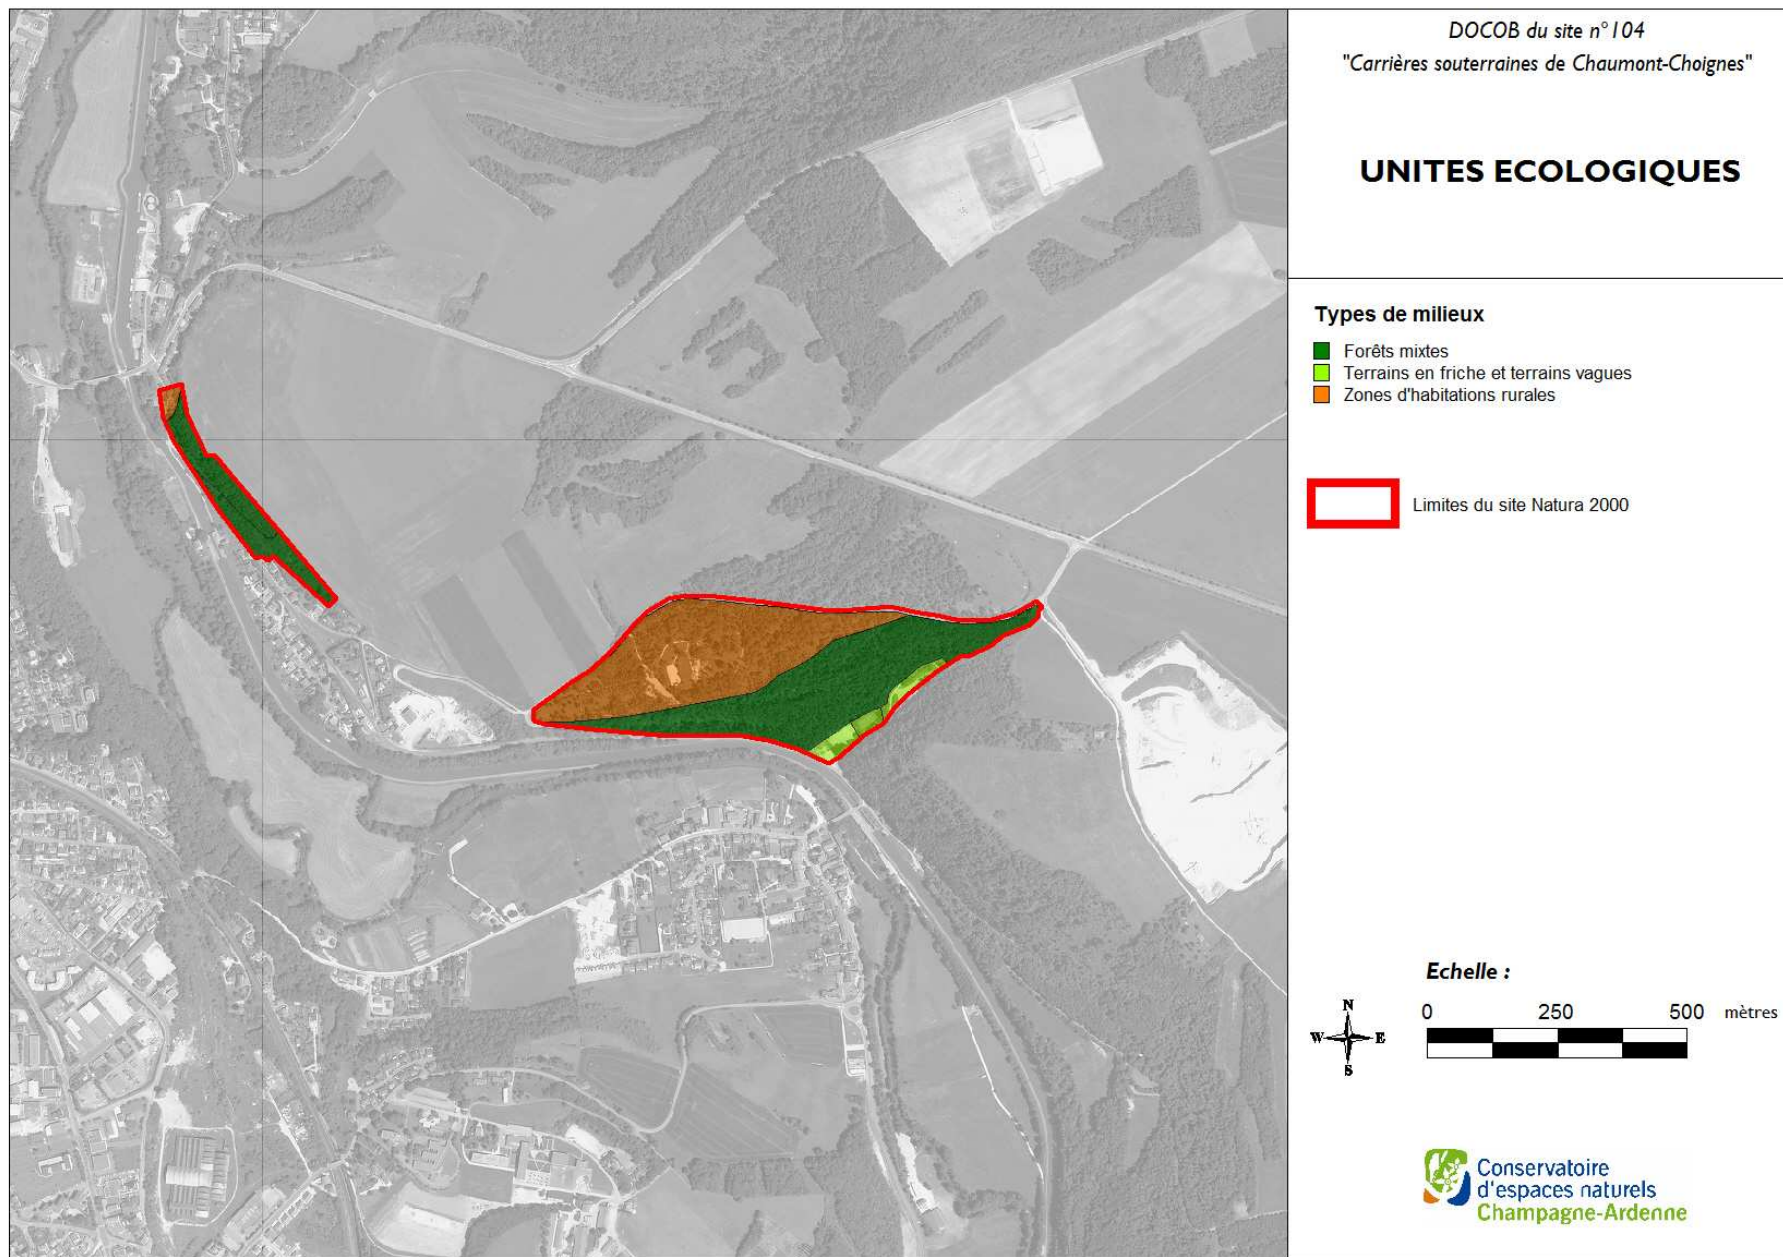 DOCOB du site n°104
"Carrières souterraines de Chaumont-Choignes"
UNITES ECOLOGIQUES
Types de milieux
Forêts mixtes
Terrains en friche et terrains vagues
Zones d'habitations rurales
Limites du site Natura 2000
Echelle :
0 250 500 mètres
N
W E
S
Conservatoire
d'espaces naturels
Champagne-Ardenne